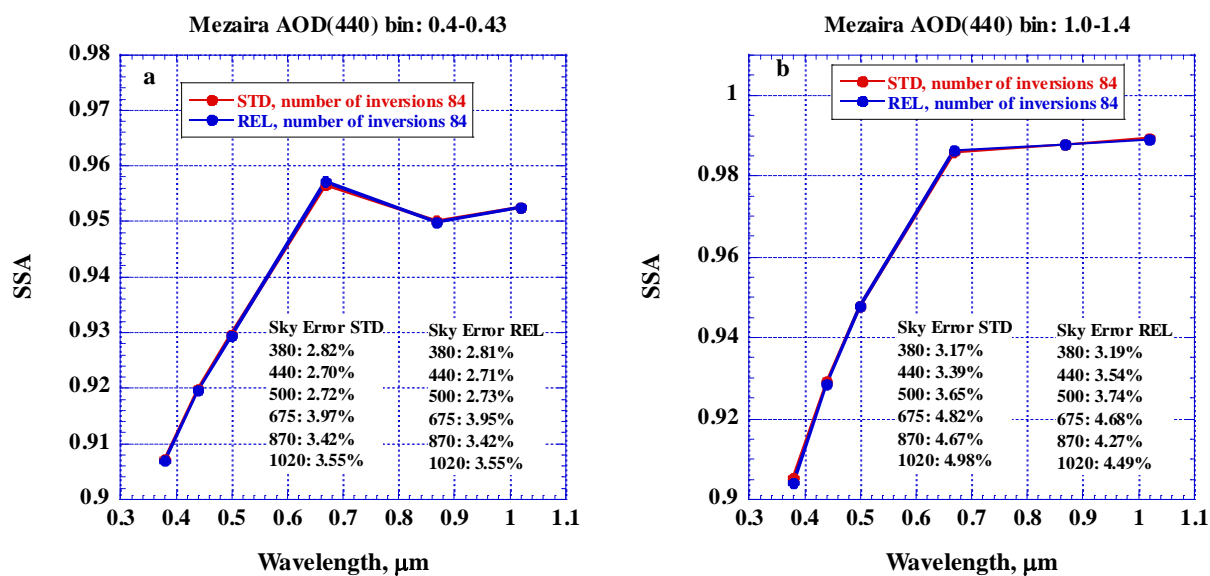 Mezaira AOD(440) bin: 0.4-0.43
a
STD, number of inversions 84
REL, number of inversions 84
SSA
0.98
0.97
0.96
0.95
0.94
0.93
0.92
0.91
0.9
Sky Error STD
380: 2.82%
440: 2.70%
500: 2.72%
675: 3.97%
870: 3.42%
1020: 3.55%
Sky Error REL
380: 2.81%
440: 2.71%
500: 2.73%
675: 3.95%
870: 3.42%
1020: 3.55%
0.3 0.4 0.5 0.6 0.7 0.8 0.9 1 1.1
Wavelength, μm
Mezaira AOD(440) bin: 1.0-1.4
b
STD, number of inversions 84
REL, number of inversions 84
SSA
1
0.98
0.96
0.94
0.92
0.9
Sky Error STD
380: 3.17%
440: 3.39%
500: 3.65%
675: 4.82%
870: 4.67%
1020: 4.98%
Sky Error REL
380: 3.19%
440: 3.54%
500: 3.74%
675: 4.68%
870: 4.27%
1020: 4.49%
0.3 0.4 0.5 0.6 0.7 0.8 0.9 1 1.1
Wavelength, μm